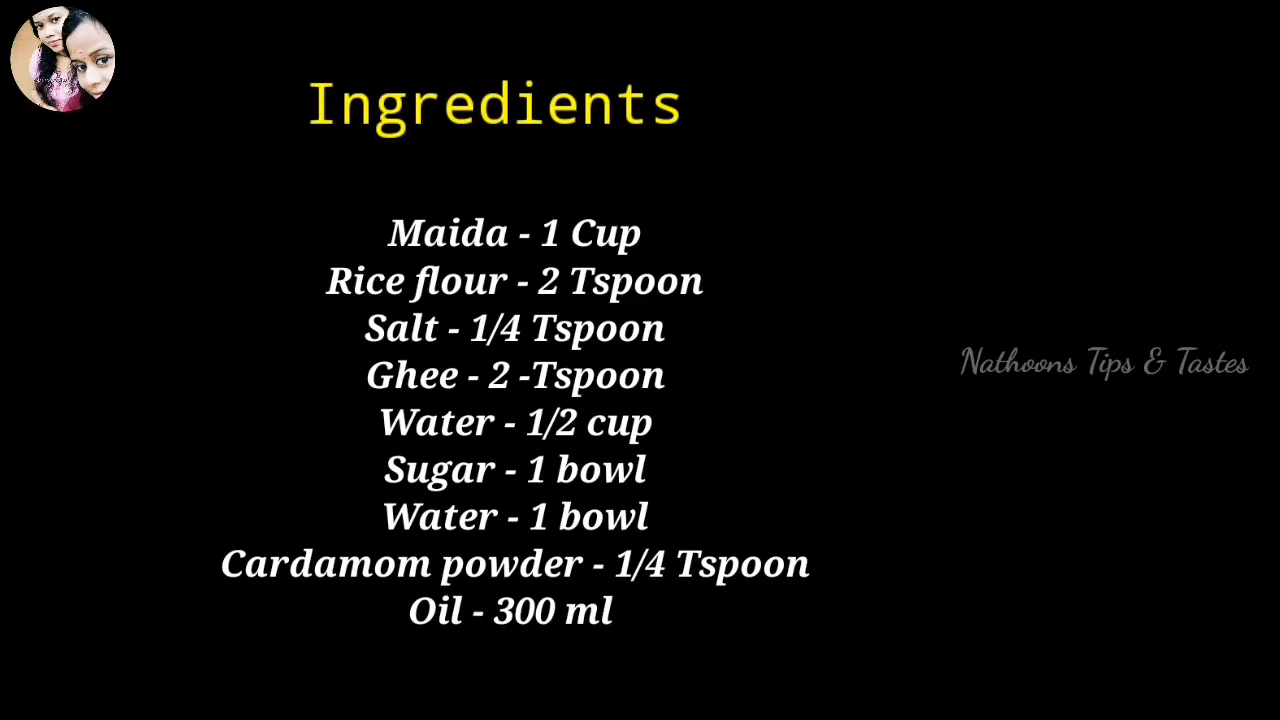 Ingredients
Maida - 1 Cup
Rice flour - 2 Tspoon
Salt - 1/4 Tspoon
Ghee - 2 -Tspoon
Water - 1/2 cup
Sugar - 1 bowl
Water - 1 bowl
Cardamom powder - 1/4 Tspoon
Oil - 300 ml
Nathoons Tips & Tastes